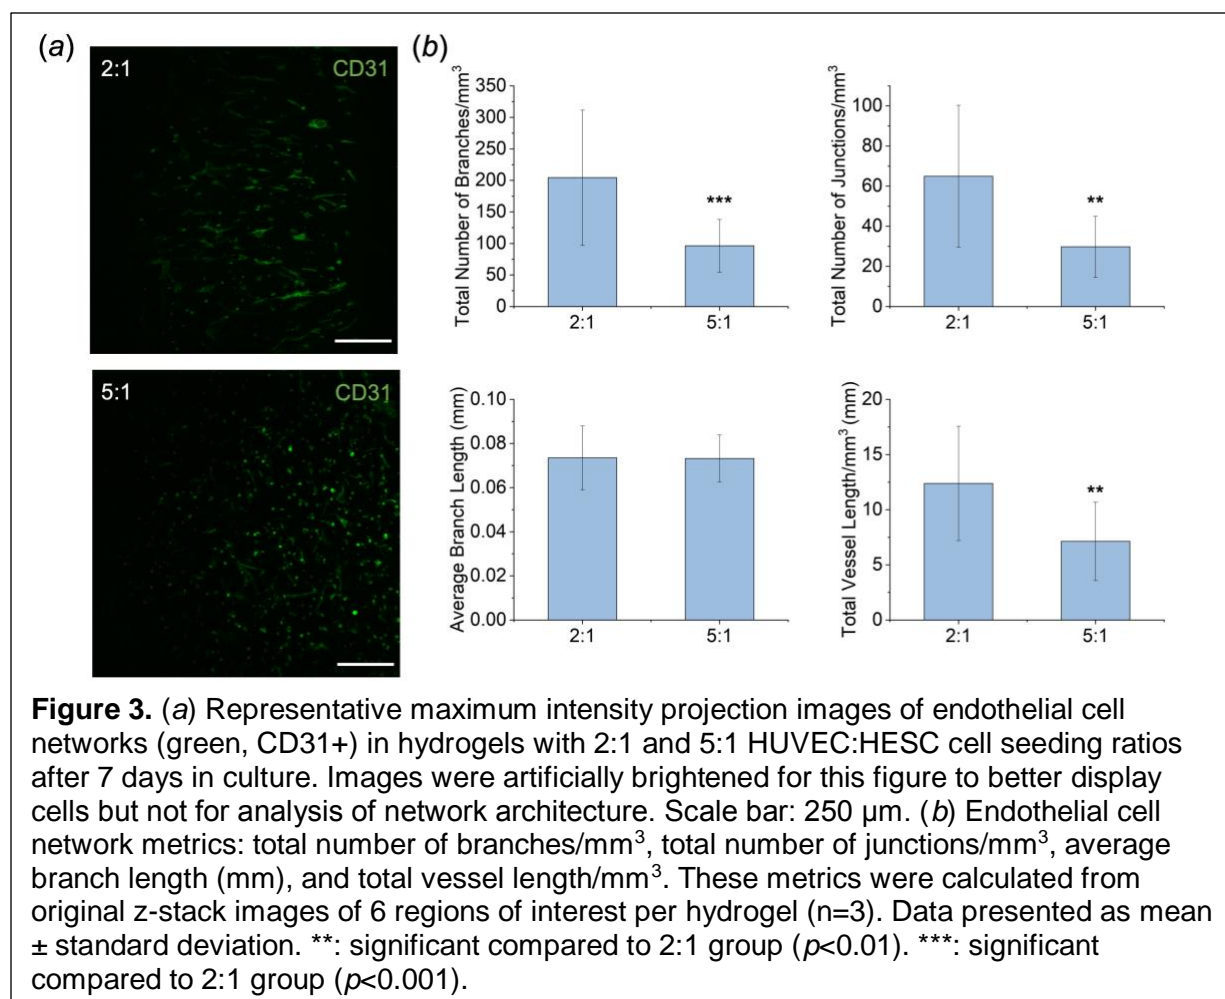 (a)
2:1 CD31
5:1 CD31
(b)
Total Number of Branches/mm³
350
300
250
200
150
100
50
0
***
2:1 5:1
Total Number of Junctions/mm³
100
80
60
40
20
0
**
2:1 5:1
Average Branch Length (mm)
0.10
0.08
0.06
0.04
0.02
0.00
2:1 5:1
Total Vessel Length/mm³ (mm)
20
15
10
5
0
**
2:1 5:1
Figure 3. (a) Representative maximum intensity projection images of endothelial cell
networks (green, CD31+) in hydrogels with 2:1 and 5:1 HUVEC:HESC cell seeding ratios
after 7 days in culture. Images were artificially brightened for this figure to better display
cells but not for analysis of network architecture. Scale bar: 250 µm. (b) Endothelial cell
network metrics: total number of branches/mm³, total number of junctions/mm³, average
branch length (mm), and total vessel length/mm³. These metrics were calculated from
original z-stack images of 6 regions of interest per hydrogel (n=3). Data presented as mean
± standard deviation. **: significant compared to 2:1 group (p<0.01). ***: significant
compared to 2:1 group (p<0.001).